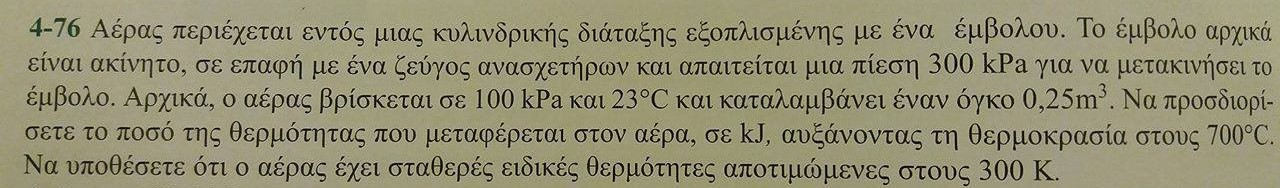 4-76 Αέρας περιέχεται εντός μιας κυλινδρικής διάταξης εξοπλισμένης με ένα έμβολου. Το έμβολο αρχικά
είναι ακίνητο, σε επαφή με ένα ζεύγος ανασχετήρων και απαιτείται μια πίεση 300 kPa για να μετακινήσει το
έμβολο. Αρχικά, ο αέρας βρίσκεται σε 100 kPa και 23°C και καταλαμβάνει έναν όγκο 0,25m³. Να προσδιορί-
σετε το ποσό της θερμότητας που μεταφέρεται στον αέρα, σε kJ, αυξάνοντας τη θερμοκρασία στους 700°C.
Να υποθέσετε ότι ο αέρας έχει σταθερές ειδικές θερμότητες αποτιμώμενες στους 300 K.